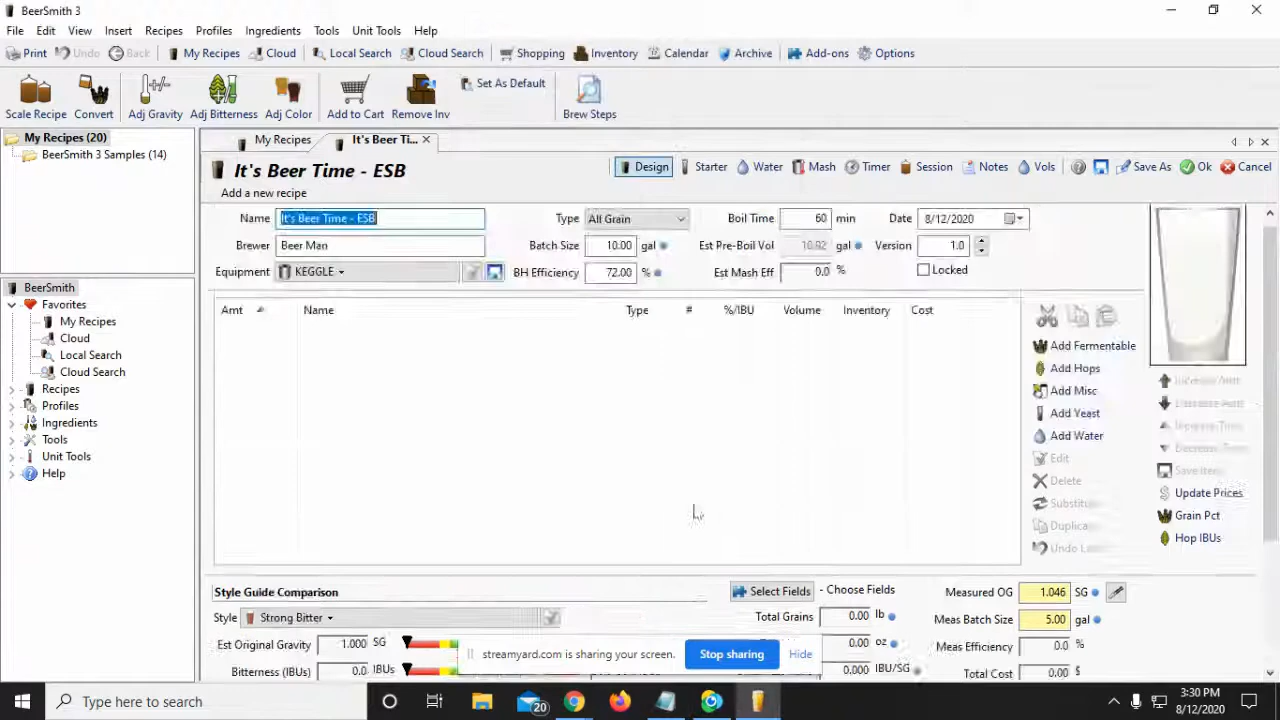 BeerSmith 3
File Edit View Insert Recipes Profiles Ingredients Tools Unit Tools Help
Print Undo Back My Recipes Cloud Local Search Cloud Search Shopping Inventory Calendar Archive Add-ons Options
Scale Recipe Convert Adj Gravity Adj Bitterness Adj Color Add to Cart Remove Inv Set As Default Brew Steps
My Recipes (20)
BeerSmith 3 Samples (14)
My Recipes It's Beer Ti...
It's Beer Time - ESB
Design Starter Water Mash Timer Session Notes Vols Save As Ok Cancel
Add a new recipe
Name It's Beer Time - ESB Type All Grain Boil Time 60 min Date 8/12/2020
Brewer Beer Man Batch Size 10.00 gal Est Pre-Boil Vol 10.92 gal Version 1.0
Equipment KEGGLE BH Efficiency 72.00 % Est Mash Eff 0.0 % Locked
BeerSmith
Favorites
My Recipes
Cloud
Local Search
Cloud Search
Recipes
Profiles
Ingredients
Tools
Unit Tools
Help
Amt Name Type # %/IBU Volume Inventory Cost
Add Fermentable
Add Hops
Add Misc
Add Yeast
Add Water
Edit
Delete
Undo
Update Prices
Grain Pct
Hop IBUs
Style Guide Comparison Select Fields - Choose Fields Measured OG 1.046 SG
Style Strong Bitter Total Grains 0.00 lb Meas Batch Size 5.00 gal
Est Original Gravity 1.000 SG 0.00 oz Meas Efficiency 0.0 %
Bitterness (IBUs) 0.0 IBUs 0.000 IBU/SG Total Cost 0.00 $
streamyard.com is sharing your screen. Stop sharing Hide
Type here to search
20
3:30 PM
8/12/2020